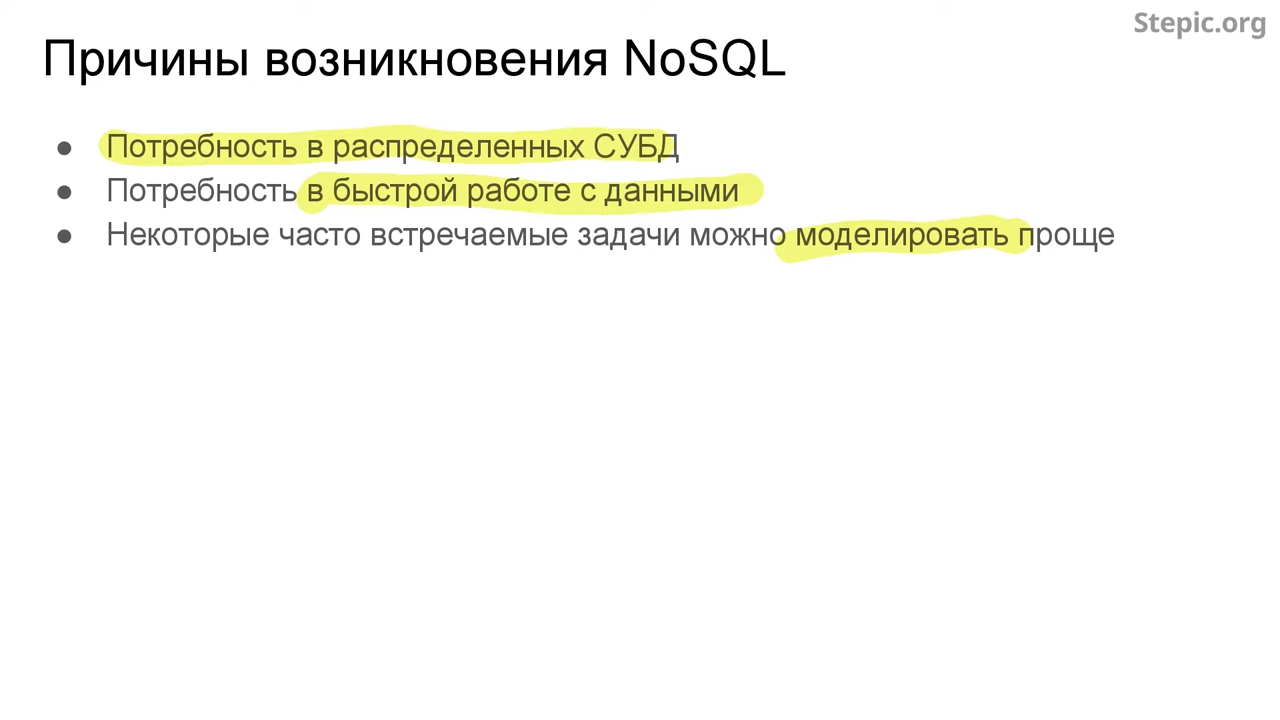 Stepic.org
Причины возникновения NoSQL
● Потребность в распределенных СУБД
● Потребность в быстрой работе с данными
● Некоторые часто встречаемые задачи можно моделировать проще